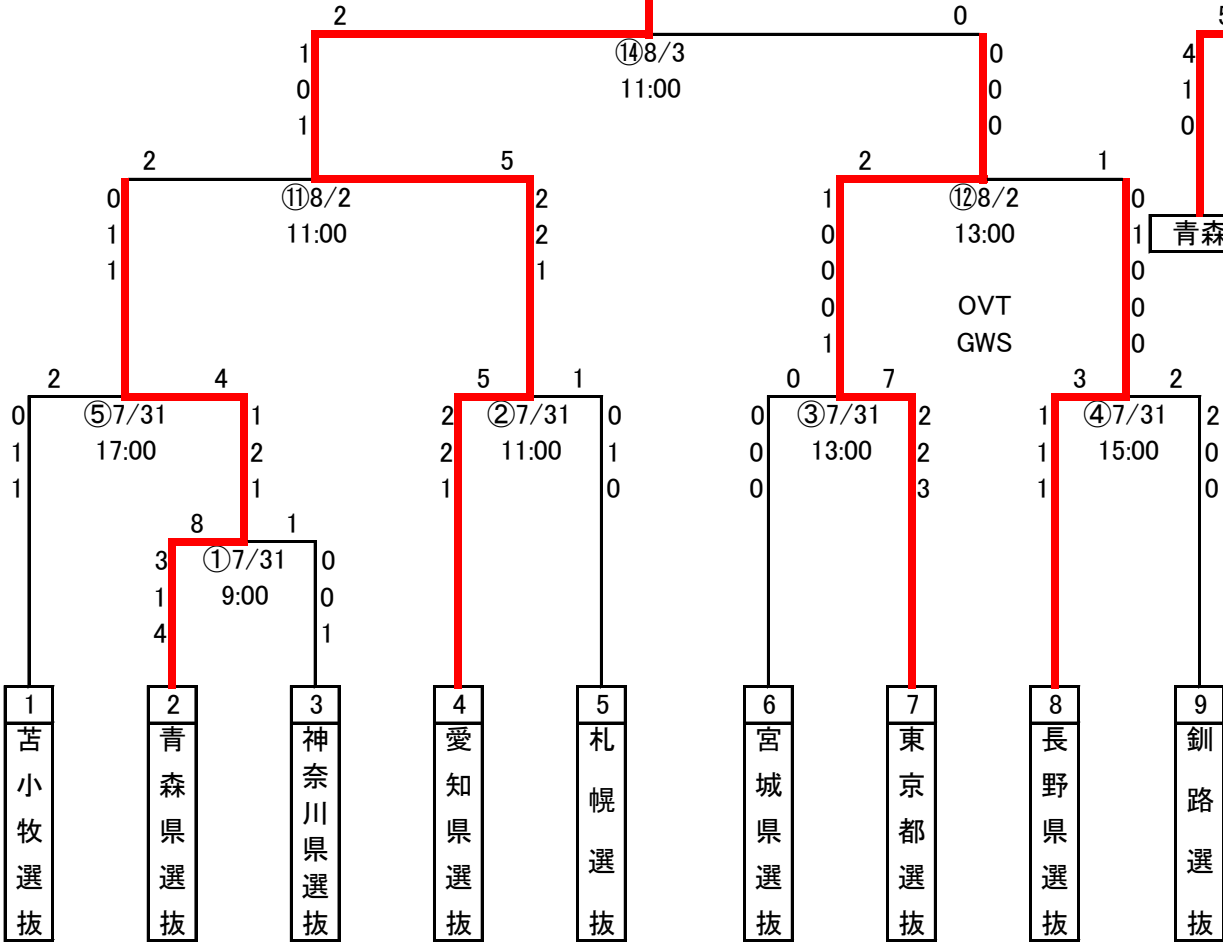 2 0 5
1 ⑭8/3 0 4
0 11:00 0 1
1 0 0
2 5 2 1
0 ⑪8/2 2 1 ⑫8/2 0
1 11:00 2 0 13:00 1 青森
1 1 0 0
0 OVT 0
1 GWS 0
2 4 5 1 0 7 3 2
0 ⑤7/31 1 2 ②7/31 0 0 ③7/31 2 1 ④7/31 2
1 17:00 2 2 11:00 1 0 13:00 2 1 15:00 0
1 1 1 0 0 3 1 0
8 1
3 ①7/31 0
1 9:00 0
4 1
1 2 3 4 5 6 7 8 9
苫小牧選抜
青森県選抜
神奈川県選抜
愛知県選抜
札幌選抜
宮城県選抜
東京都選抜
長野県選抜
釧路選抜